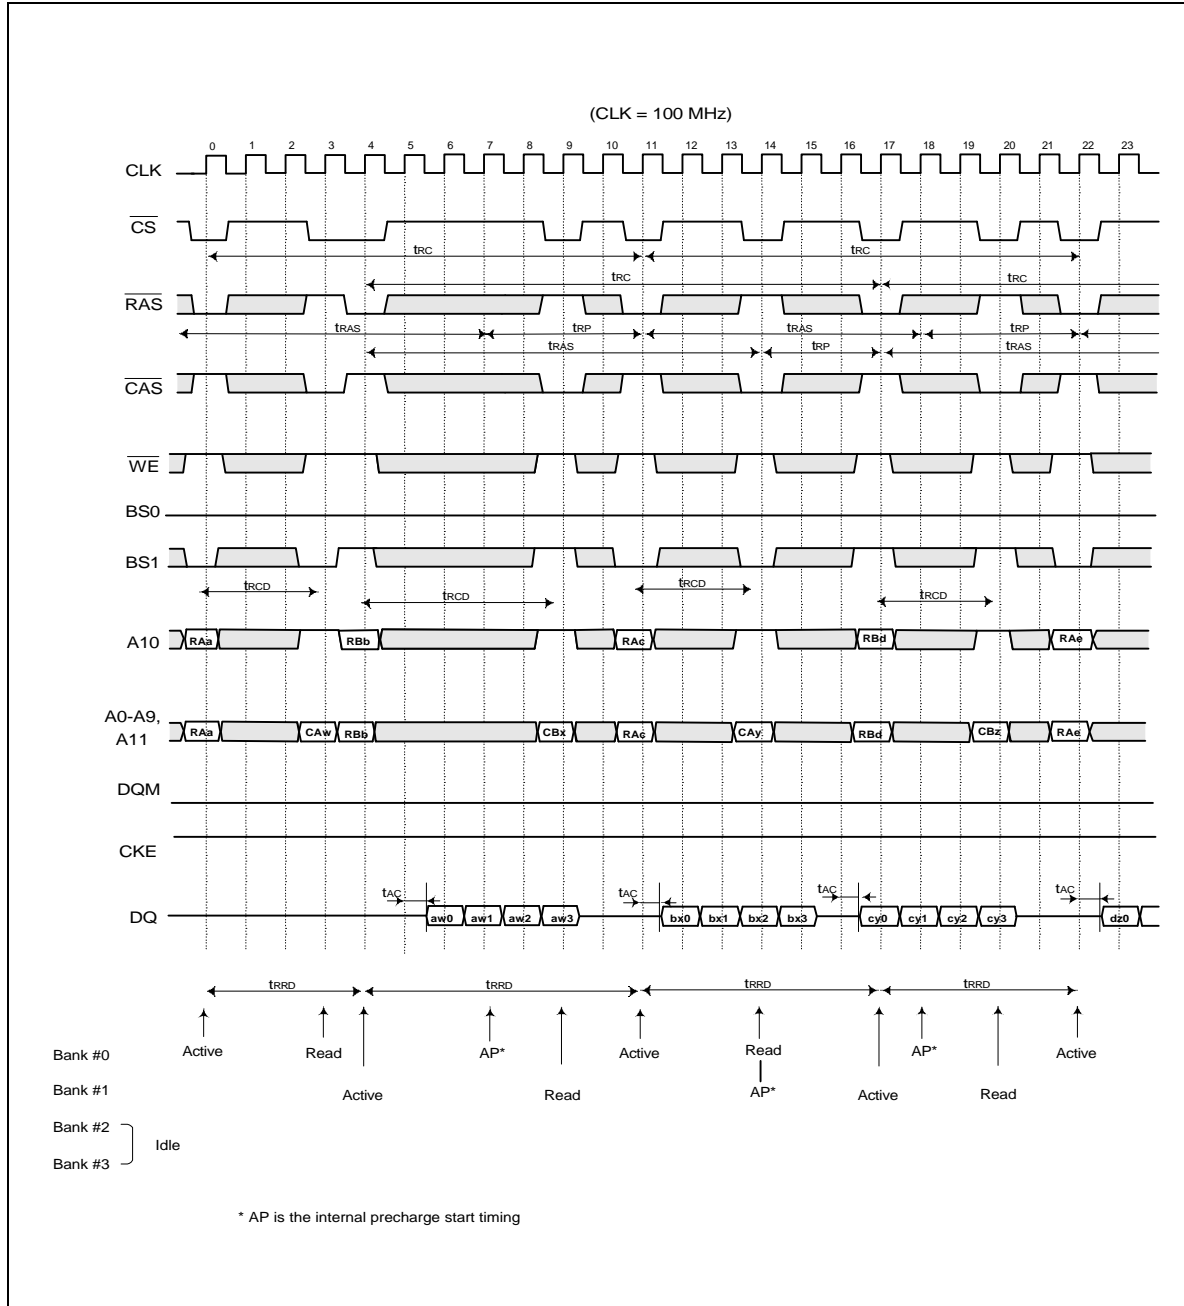 (CLK = 100 MHz)
0 1 2 3 4 5 6 7 8 9 10 11 12 13 14 15 16 17 18 19 20 21 22 23
CLK
CS
tRC tRC
tRC tRC
RAS
tRAS tRP tRAS tRP
tRAS tRP tRAS
CAS
WE
BS0
BS1
tRCD tRCD tRCD tRCD
A10 RAa RBb RAc RBd RAe
A0-A9,
A11 RAa CAw RBb CBx RAc CAy RBd CBz RAe
DQM
CKE
tAC tAC tAC tAC
DQ aw0 aw1 aw2 aw3 bx0 bx1 bx2 bx3 cy0 cy1 cy2 cy3 dz0
tRRD tRRD tRRD tRRD
Bank #0 Active Read AP* Active Read Active AP* Active
Bank #1 Active Read AP* Active Read
Bank #2
Idle
Bank #3
* AP is the internal precharge start timing